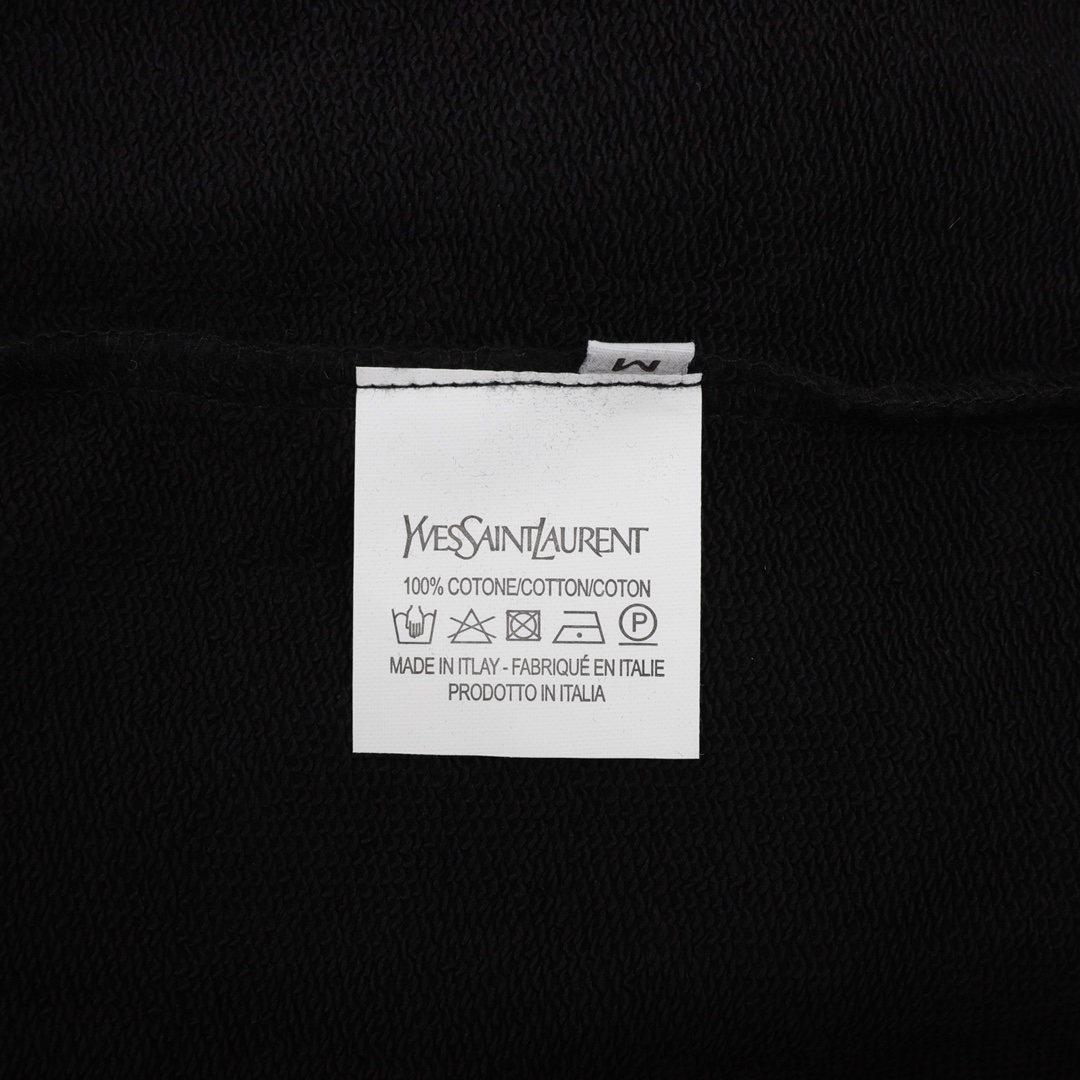 M
YVESSAINTLAURENT
100% COTONE/COTTON/COTON
P
MADE IN ITLAY - FABRIQUÉ EN ITALIE
PRODOTTO IN ITALIA